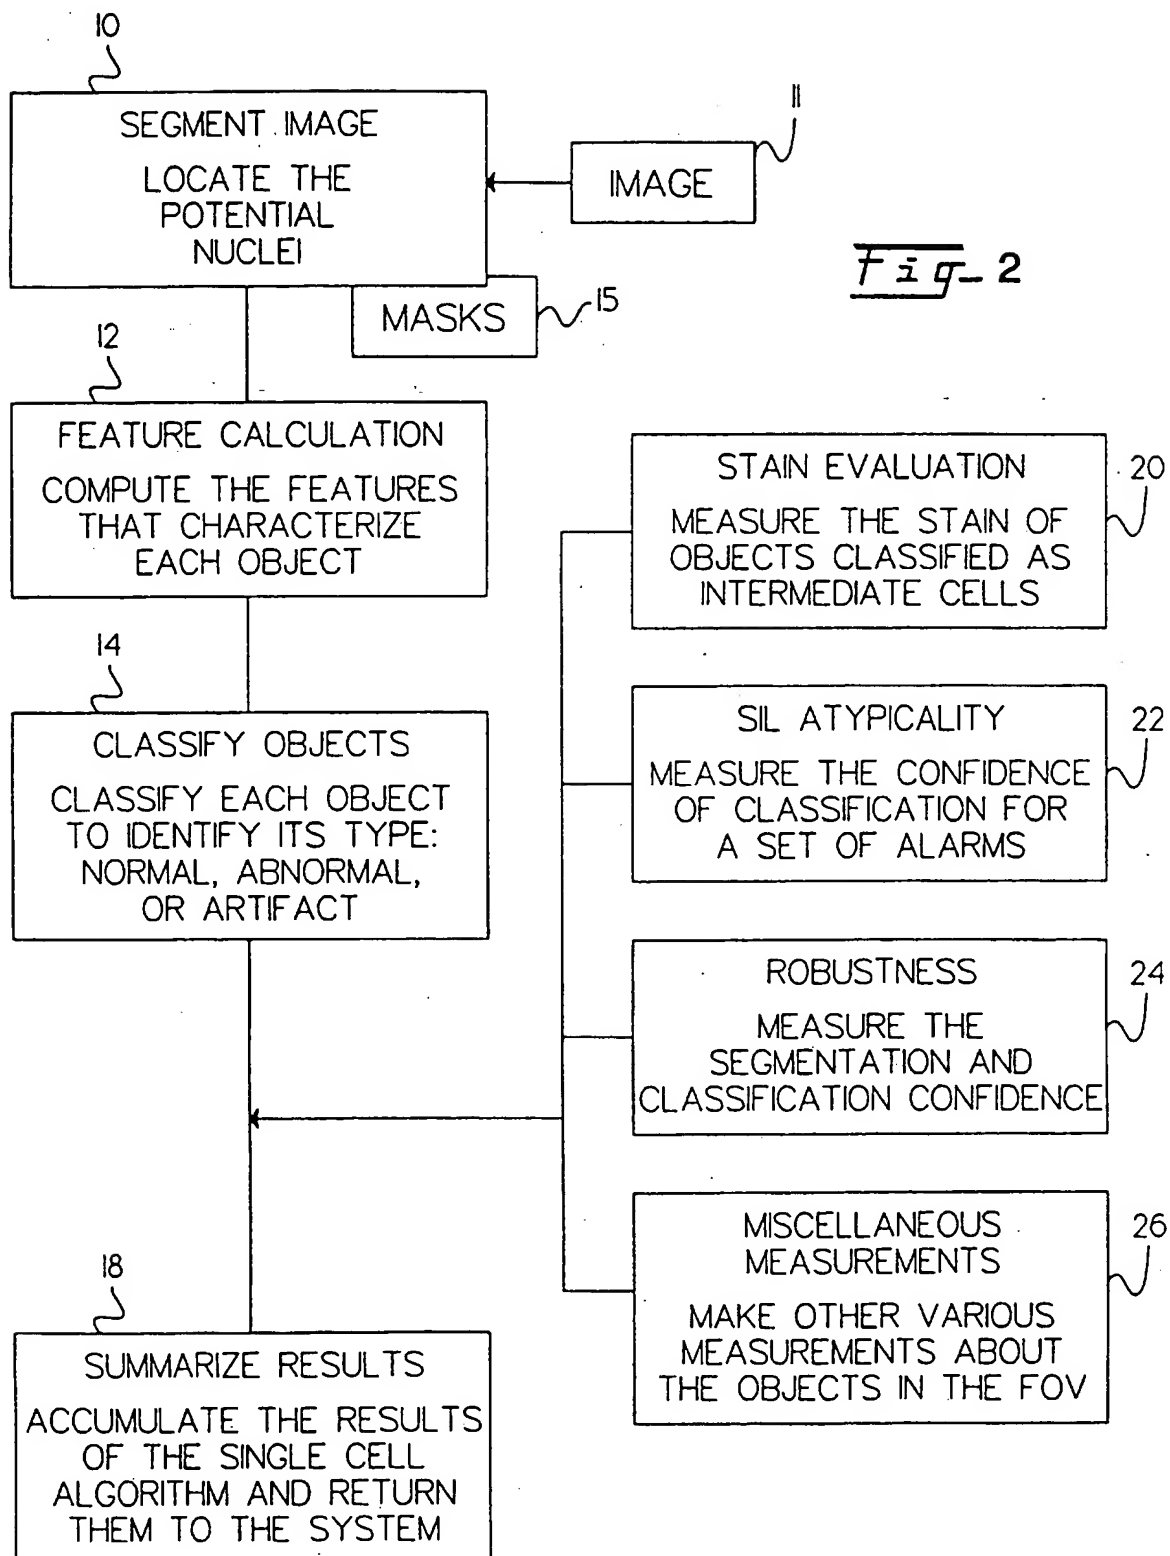 10
SEGMENT IMAGE
LOCATE THE
POTENTIAL
NUCLEI
11
IMAGE
Fig-2
MASKS
15
12
FEATURE CALCULATION
COMPUTE THE FEATURES
THAT CHARACTERIZE
EACH OBJECT
14
CLASSIFY OBJECTS
CLASSIFY EACH OBJECT
TO IDENTIFY ITS TYPE:
NORMAL, ABNORMAL,
OR ARTIFACT
18
SUMMARIZE RESULTS
ACCUMULATE THE RESULTS
OF THE SINGLE CELL
ALGORITHM AND RETURN
THEM TO THE SYSTEM
STAIN EVALUATION
MEASURE THE STAIN OF
OBJECTS CLASSIFIED AS
INTERMEDIATE CELLS
20
SIL ATYPICALITY
MEASURE THE CONFIDENCE
OF CLASSIFICATION FOR
A SET OF ALARMS
22
ROBUSTNESS
MEASURE THE
SEGMENTATION AND
CLASSIFICATION CONFIDENCE
24
MISCELLANEOUS
MEASUREMENTS
MAKE OTHER VARIOUS
MEASUREMENTS ABOUT
THE OBJECTS IN THE FOV
26